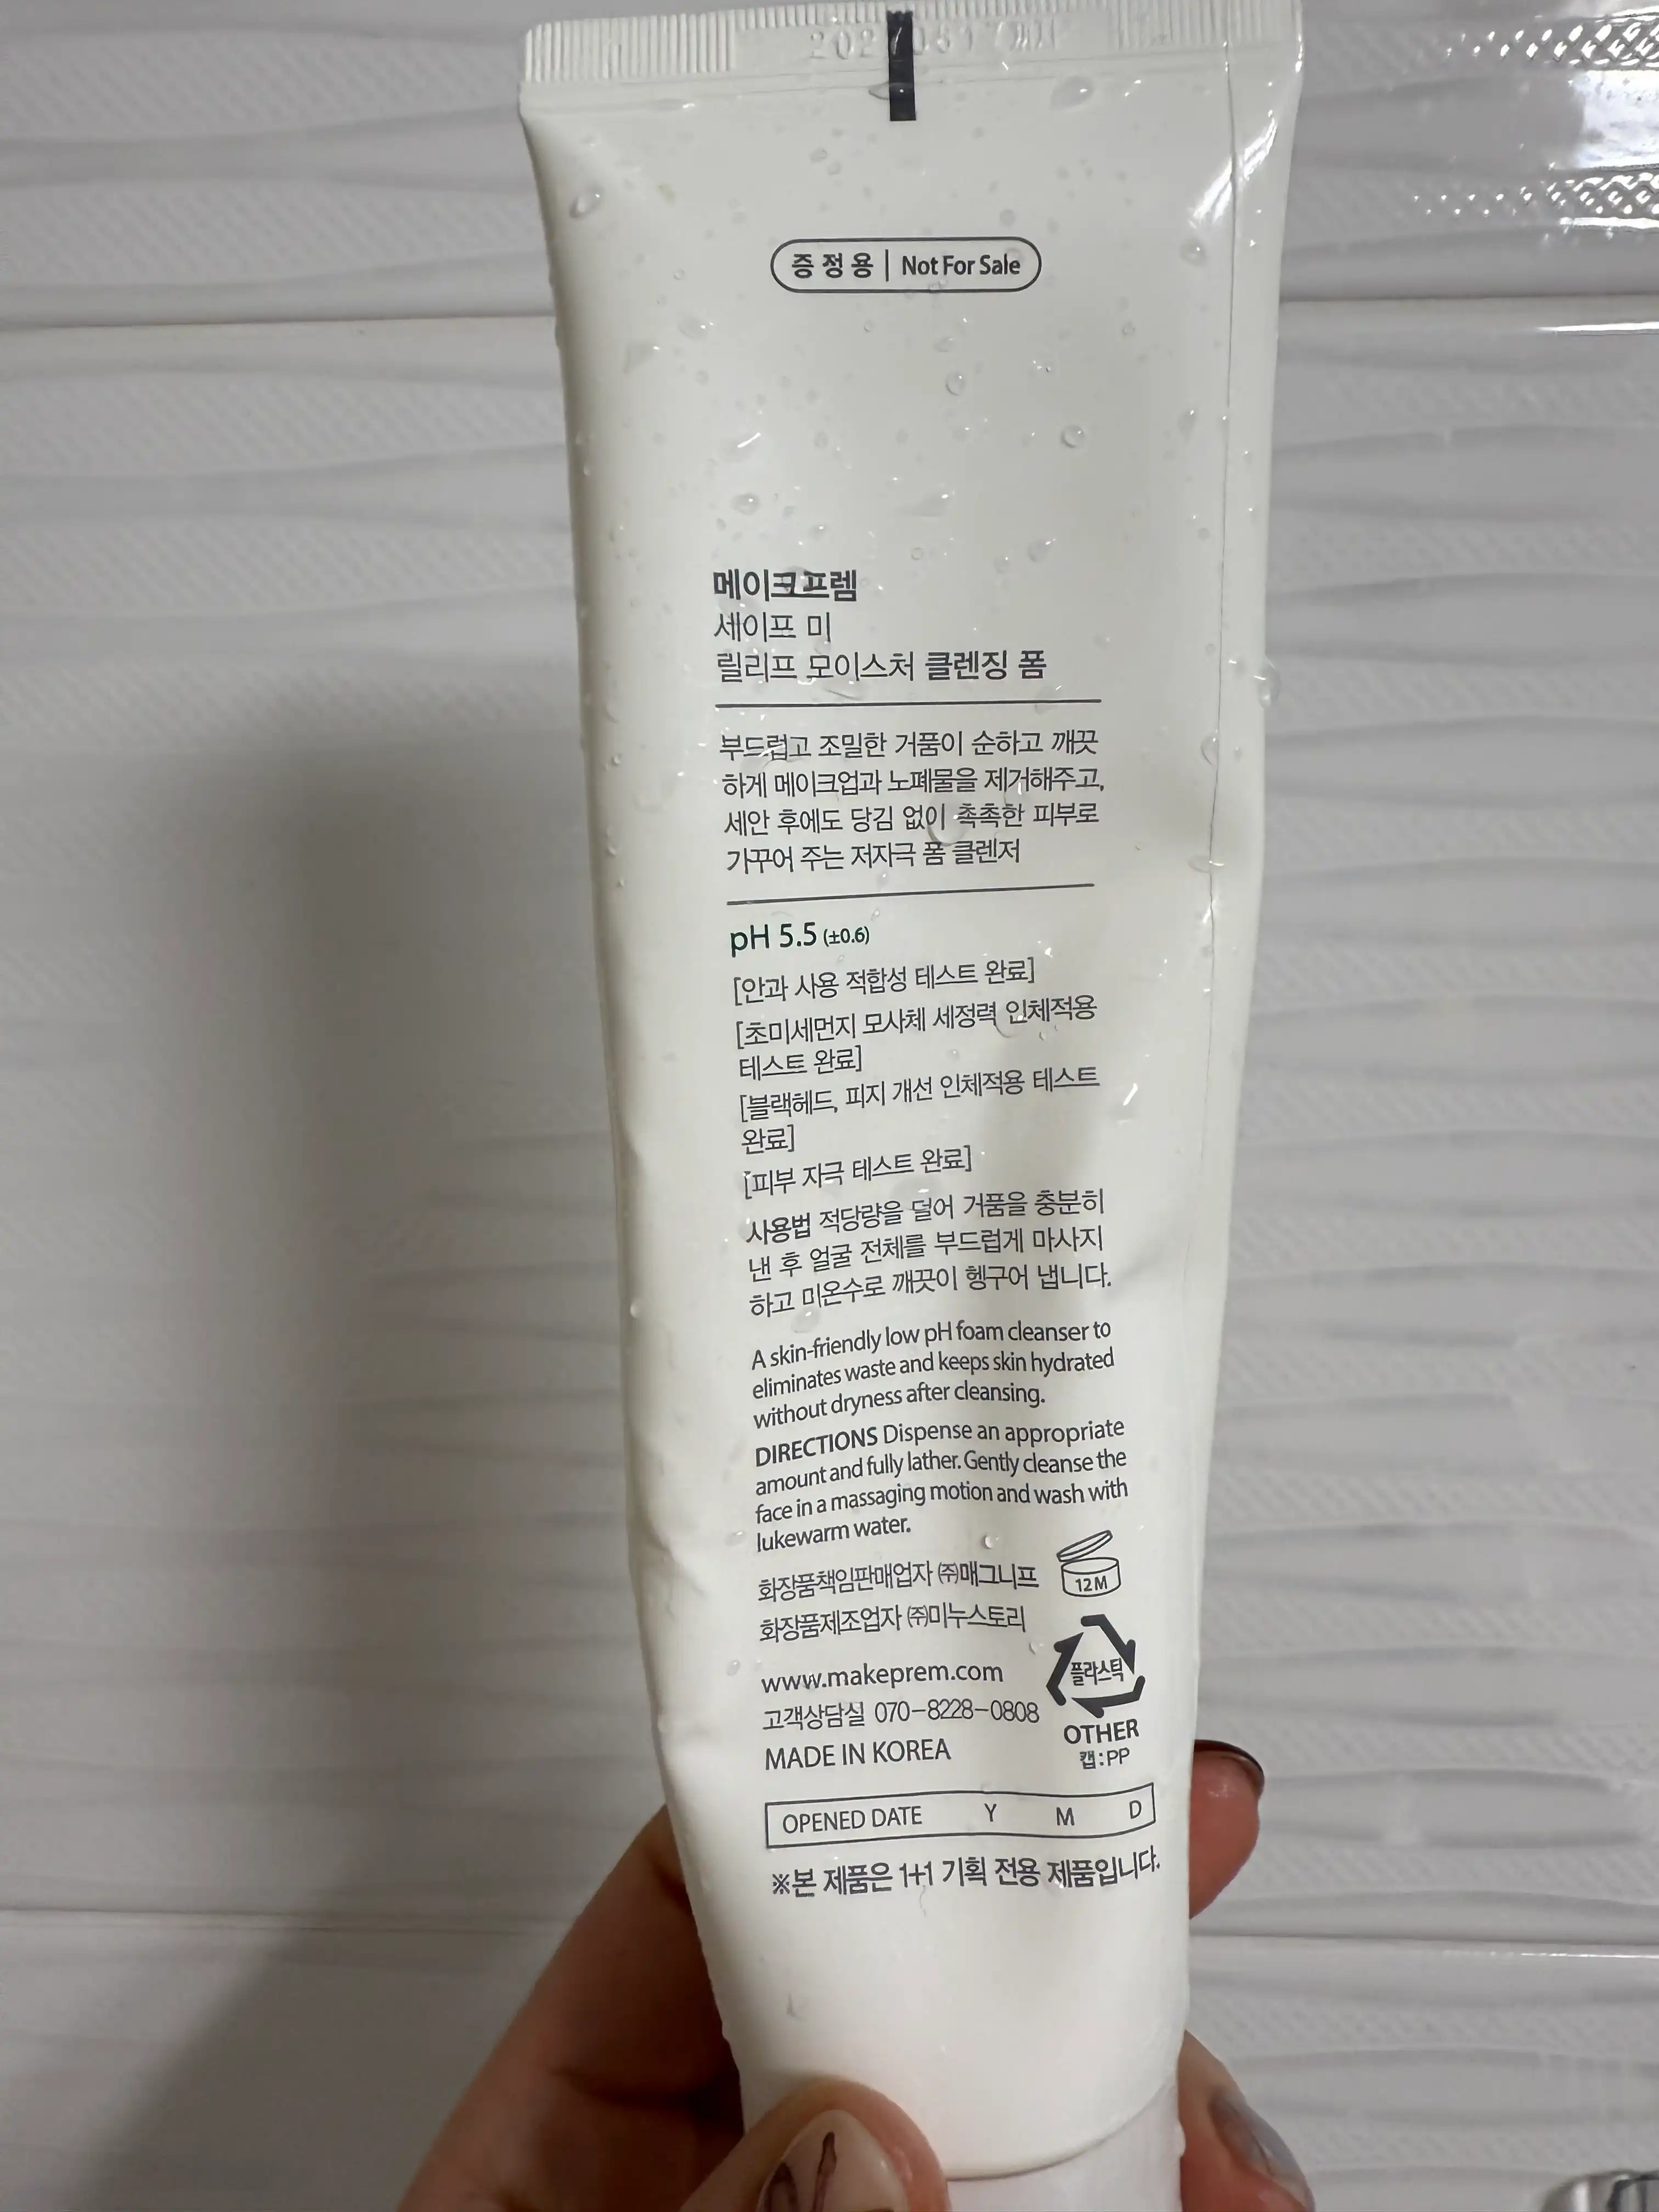 증정용 | Not For Sale
메이크프렘
세이프 미
릴리프 모이스처 클렌징 폼
부드럽고 조밀한 거품이 순하고 깨끗
하게 메이크업과 노폐물을 제거해주고,
세안 후에도 당김 없이 촉촉한 피부로
가꾸어 주는 저자극 폼 클렌저
pH 5.5 (±0.6)
[안과 사용 적합성 테스트 완료]
[초미세먼지 모사체 세정력 인체적용
테스트 완료]
[블랙헤드, 피지 개선 인체적용 테스트
완료]
[피부 자극 테스트 완료]
사용법 적당량을 덜어 거품을 충분히
낸 후 얼굴 전체를 부드럽게 마사지
하고 미온수로 깨끗이 헹구어 냅니다.
A skin-friendly low pH foam cleanser to
eliminates waste and keeps skin hydrated
without dryness after cleansing.
DIRECTIONS Dispense an appropriate
amount and fully lather. Gently cleanse the
face in a massaging motion and wash with
lukewarm water.
화장품책임판매업자 ㈜매그니프
12M
화장품제조업자 ㈜미누스토리
플라스틱
www.makeprem.com
고객상담실 070-8228-0808
OTHER
MADE IN KOREA
캡:PP
OPENED DATE Y M D
※본 제품은 1+1 기획 전용 제품입니다.